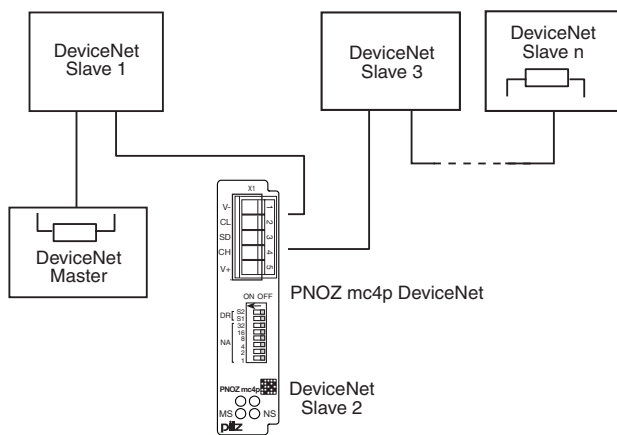 DeviceNet
Slave 1
DeviceNet
Slave 3
DeviceNet
Slave n
DeviceNet
Master
X1
V-
CL
SD
CH
V+
1
2
3
4
5
PNOZ mc4p DeviceNet
ON OFF
DR
S2
S1
NA
32
16
8
4
2
1
PNOZ mc4p
MS
NS
pilz
DeviceNet
Slave 2